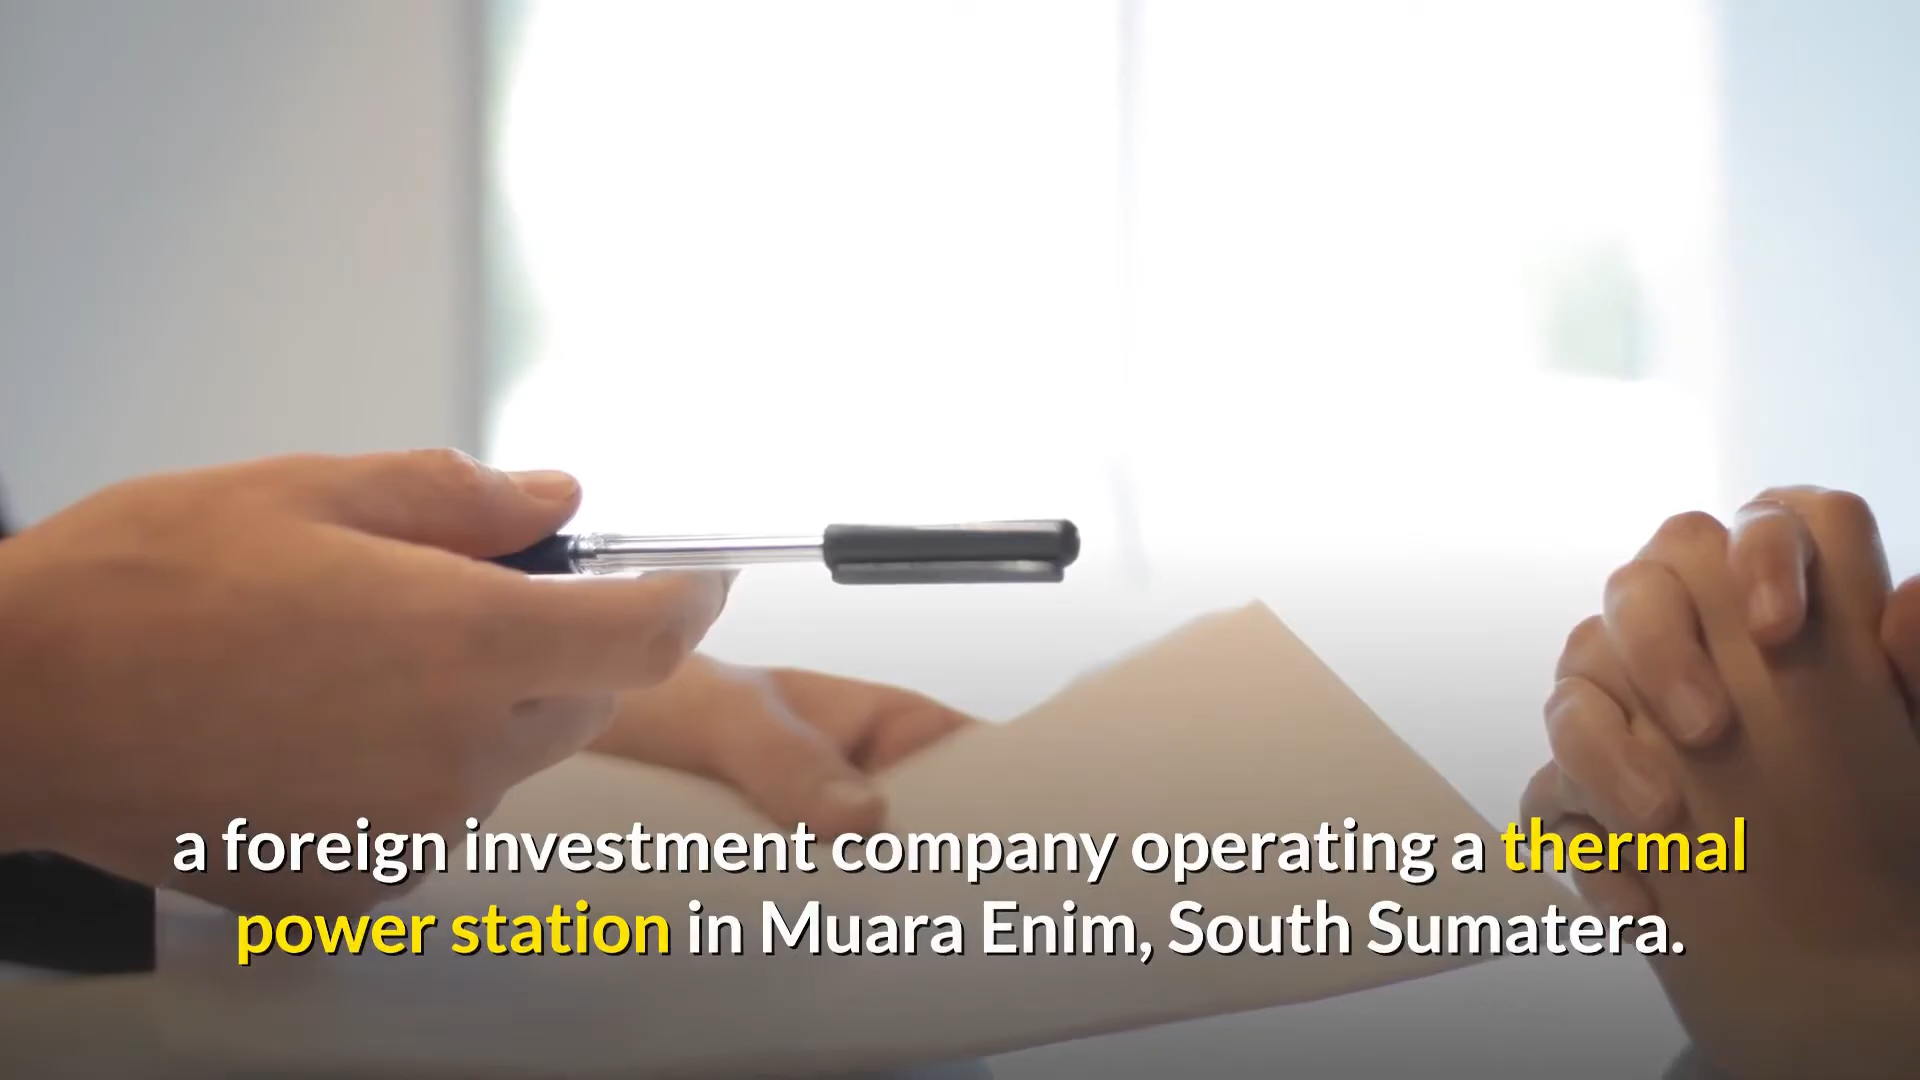 a foreign investment company operating a thermal
power station in Muara Enim, South Sumatera.